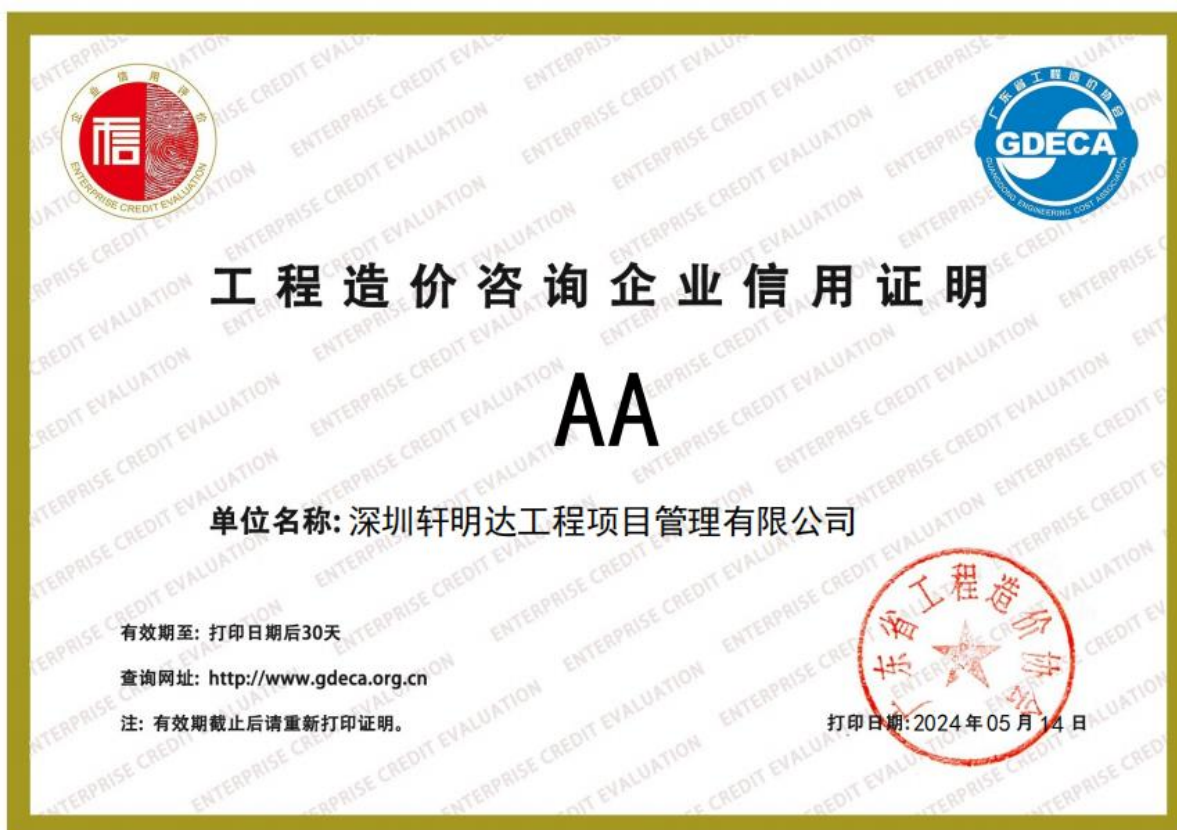 企业信用评价
信
ENTERPRISE CREDIT EVALUATION
广东省工程造价协会
GDECA
GUANGDONG ENGINEERING COST ASSOCIATION
工程造价咨询企业信用证明
AA
单位名称: 深圳轩明达工程项目管理有限公司
有效期至: 打印日期后30天
查询网址: http://www.gdeca.org.cn
注: 有效期截止后请重新打印证明。
广东省工程造价协会
打印日期:2024年05月14日
ENTERPRISE CREDIT EVALUATION